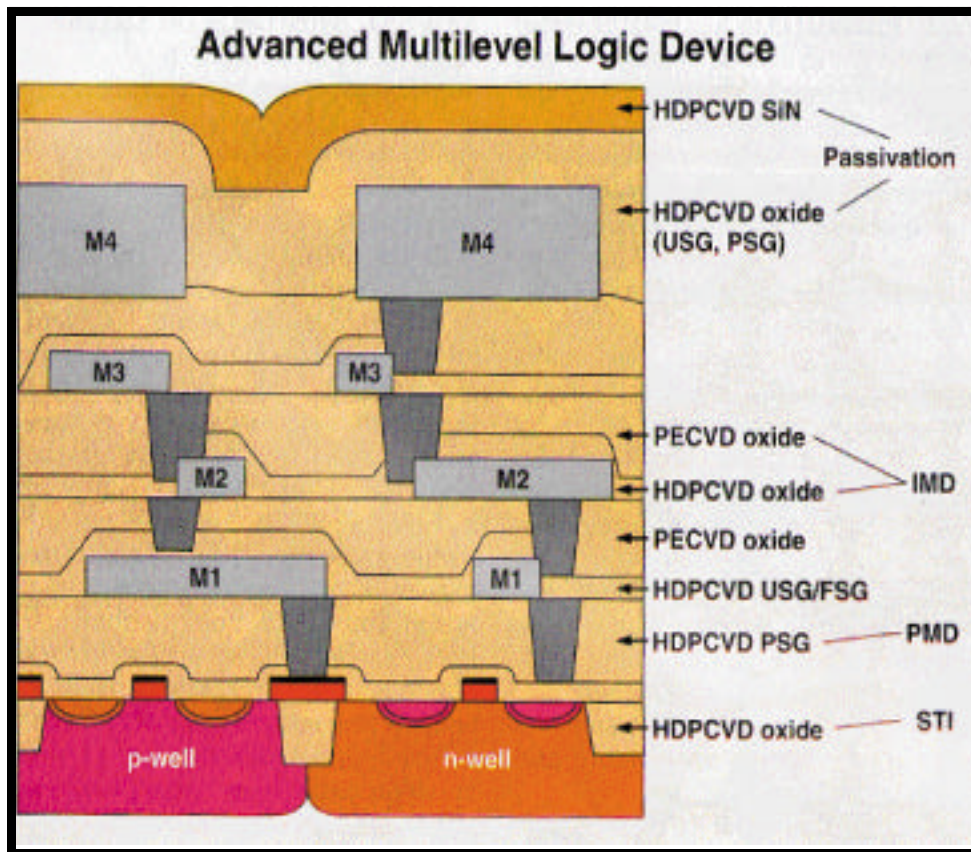 Advanced Multilevel Logic Device
HDPCVD SiN
Passivation
HDPCVD oxide
(USG, PSG)
M4
M4
M3
M3
PECVD oxide
M2
M2
HDPCVD oxide
IMD
PECVD oxide
M1
M1
HDPCVD USG/FSG
HDPCVD PSG
PMD
HDPCVD oxide
STI
p-well
n-well